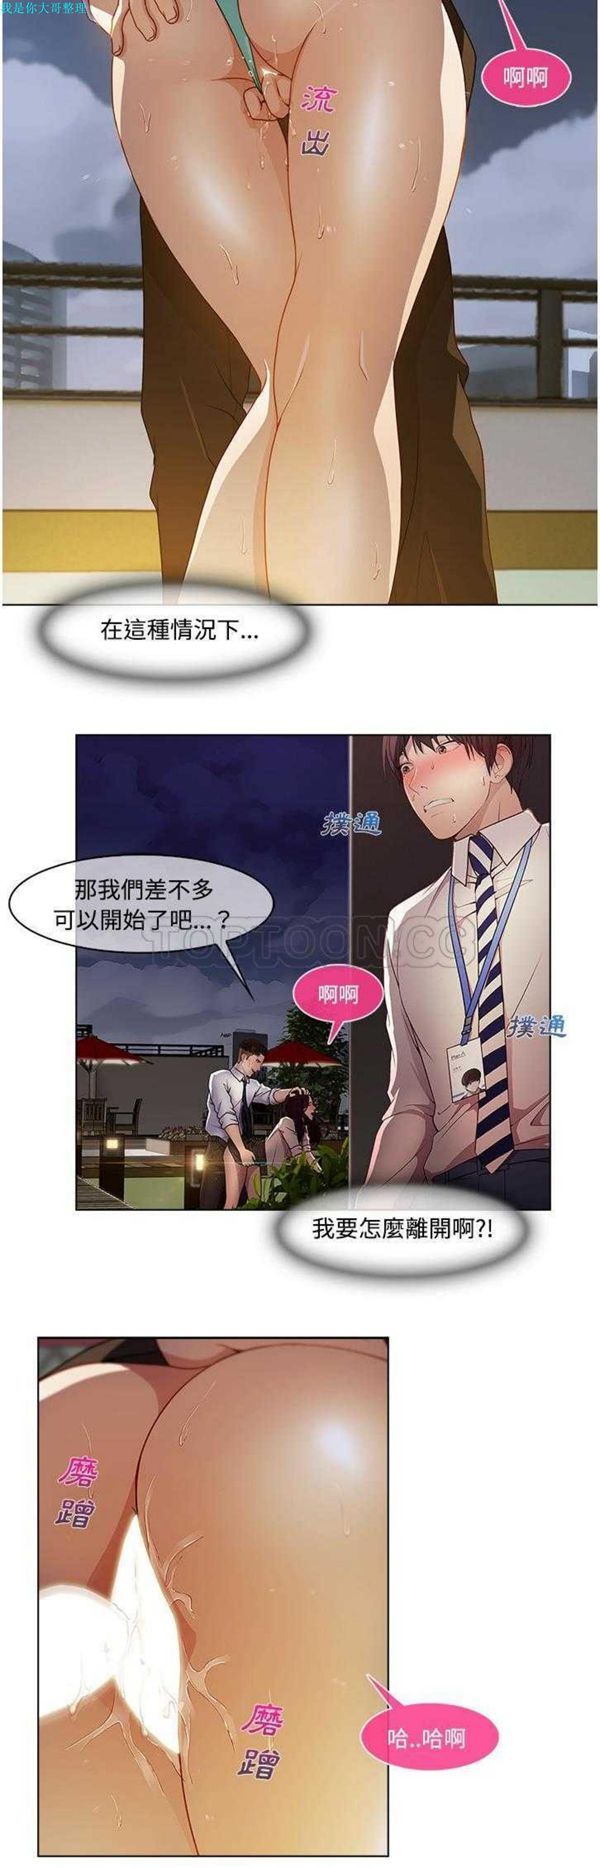 我是你大哥整理
啊啊
流
出
在這種情況下...
撲通
那我們差不多
可以開始了吧...？
TOPTOON.CC
啊啊
撲通
我要怎麼離開啊?!
磨
蹭
磨
蹭
哈..哈啊